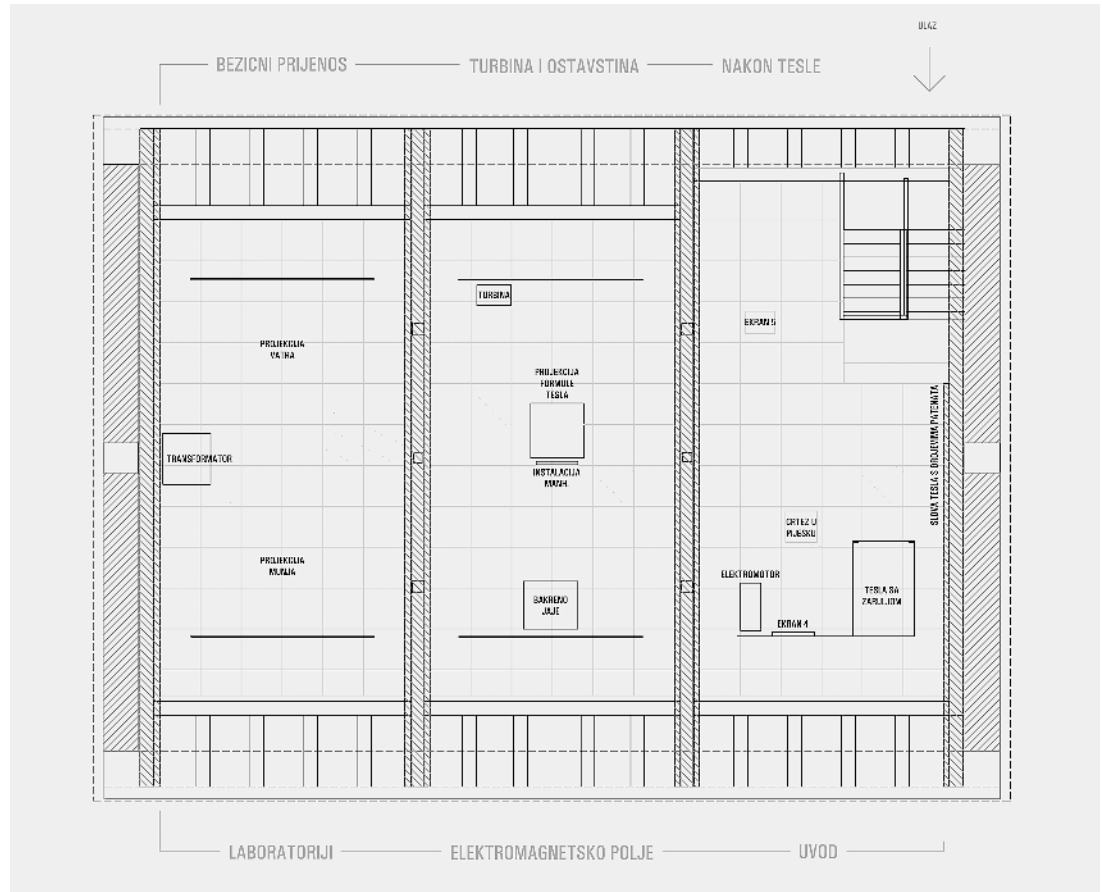 ULAZ
BEZICNI PRIJENOS
TURBINA I OSTAVSTINA
NAKON TESLE
TURBINA
EKRAN 5
PROJEKCIJA
VATRA
PROJEKCIJA
FORMULE
TESLA
TRANSFORMATOR
INSTALACIJA
MANH.
SLOVA TESLA S BROJEVIMA PATENATA
CRTEZ U
PIJESKU
PROJEKCIJA
MUNJA
ELEKTROMOTOR
BAKRENO
JAJE
TESLA SA
ZARULJOM
EKRAN 4
LABORATORIJI
ELEKTROMAGNETSKO POLJE
UVOD